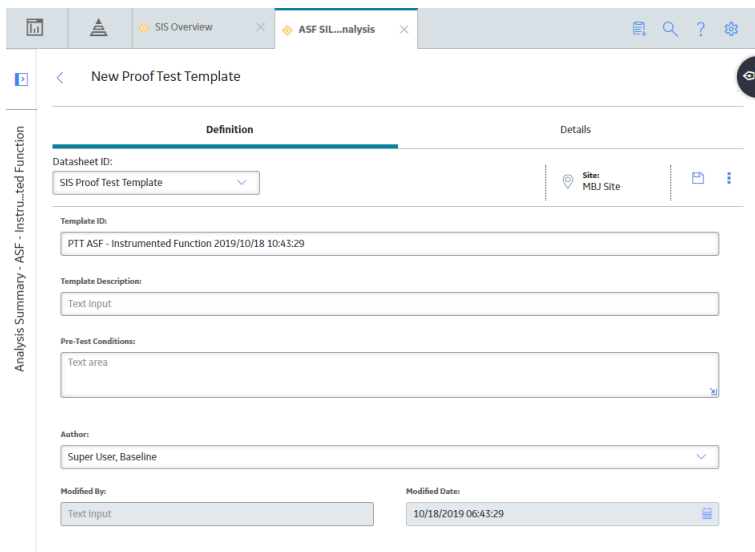 SIS Overview
ASF SIL...nalysis
?
New Proof Test Template
Definition
Details
Datasheet ID:
SIS Proof Test Template
Site:
MBJ Site
Template ID:
PTT ASF - Instrumented Function 2019/10/18 10:43:29
Template Description:
Text input
Pre-Test Conditions:
Text area
Author:
Super User, Baseline
Modified By:
Modified Date:
Text input
10/18/2019 06:43:29
Analysis Summary - ASF - Instru...ted Function